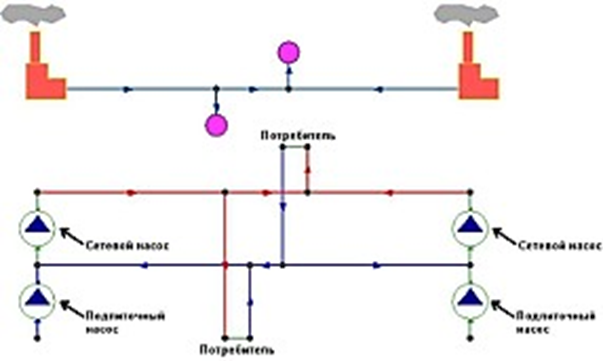 Потребитель
Сетевой насос
Сетевой насос
Подпиточный
насос
Подпиточный
насос
Потребитель